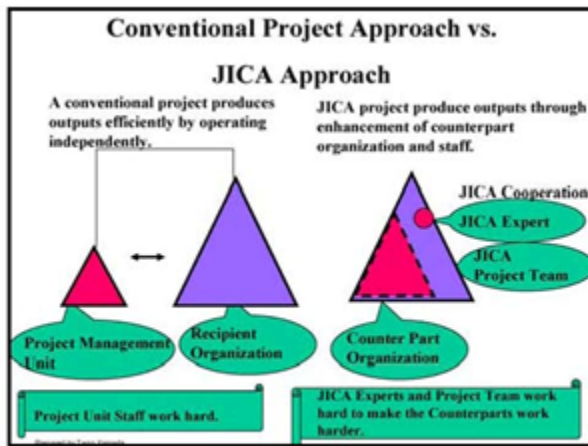 Conventional Project Approach vs.
JICA Approach
A conventional project produces
outputs efficiently by operating
independently.
JICA project produce outputs through
enhancement of counterpart
organization and staff.
JICA Cooperation
JICA Expert
JICA
Project Team
Project Management
Unit
Recipient
Organization
Counter Part
Organization
Project Unit Staff work hard.
JICA Experts and Project Team work
hard to make the Counterparts work
harder.